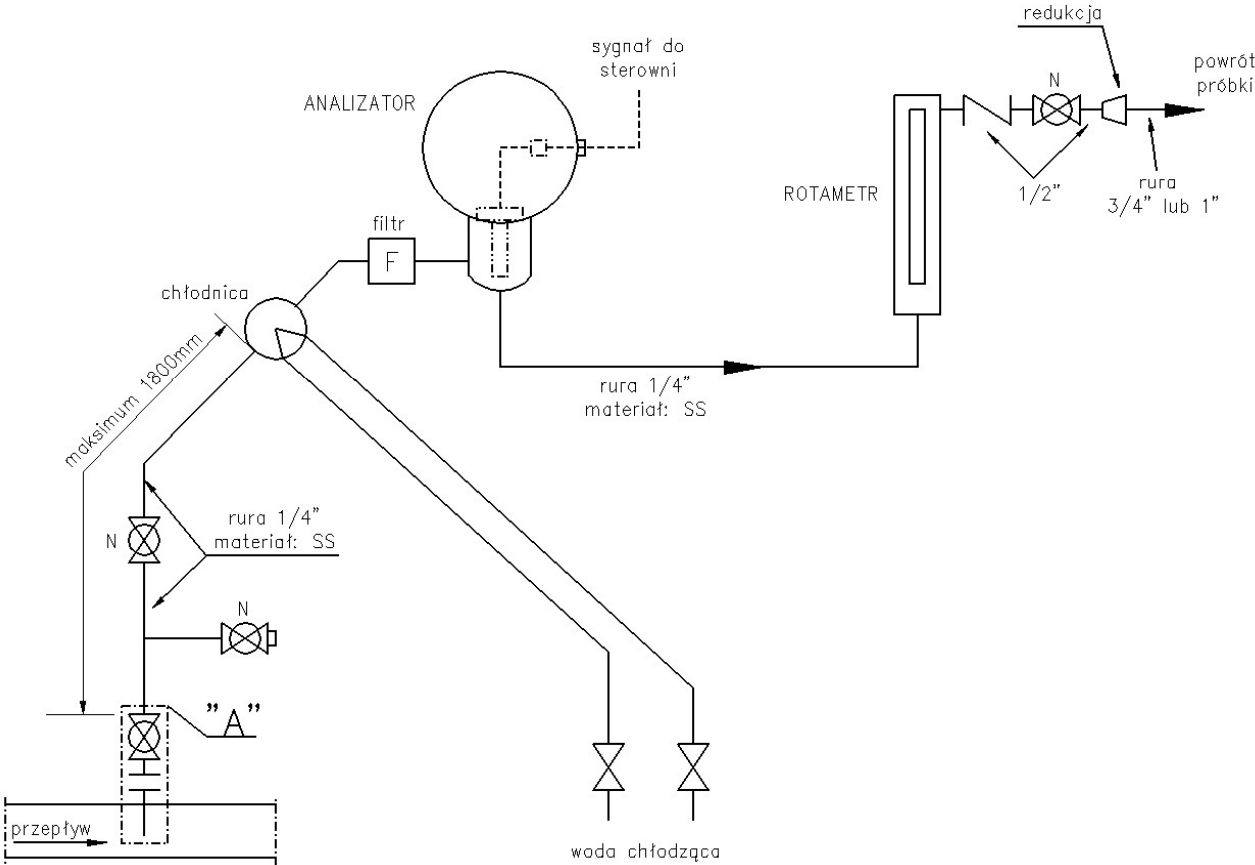 redukcja
sygnał do
sterowni
powrót
próbki
N
ANALIZATOR
ROTAMETR
1/2"
rura
3/4" lub 1"
filtr
F
chłodnica
maksimum 1800mm
rura 1/4"
materiał: SS
rura 1/4"
materiał: SS
N
N
"A"
przepływ
woda chłodząca